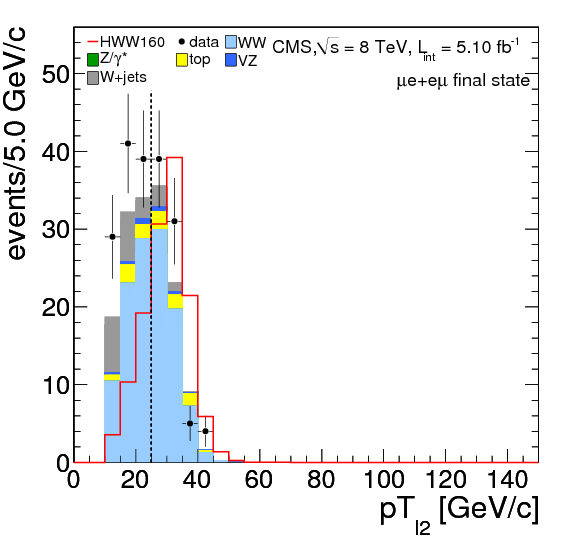 HWW160 data WW CMS,√s = 8 TeV, L_int = 5.10 fb⁻¹
Z/γ* top VZ
W+jets
μe+eμ final state
events/5.0 GeV/c
50
40
30
20
10
0
0 20 40 60 80 100 120 140
pT_l2 [GeV/c]